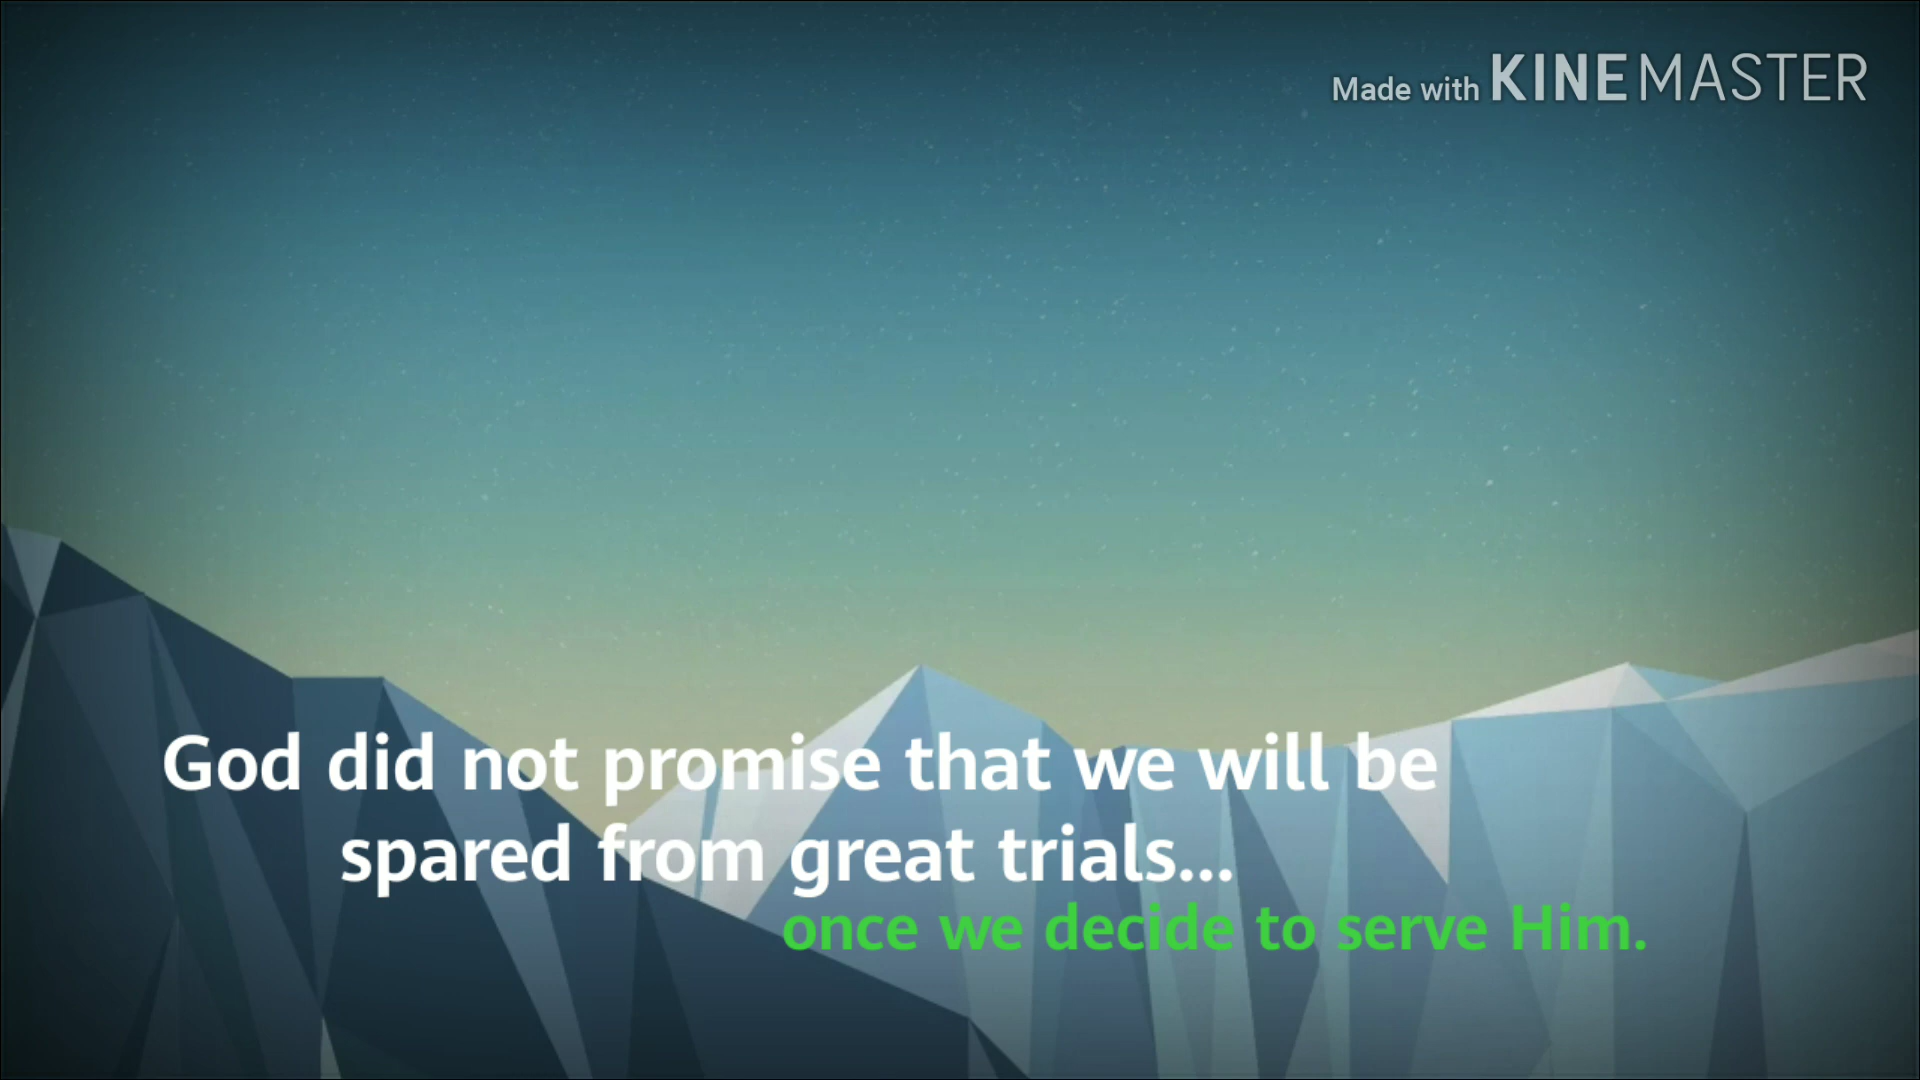 Made with KINEMASTER
God did not promise that we will be
spared from great trials...
once we decide to serve Him.